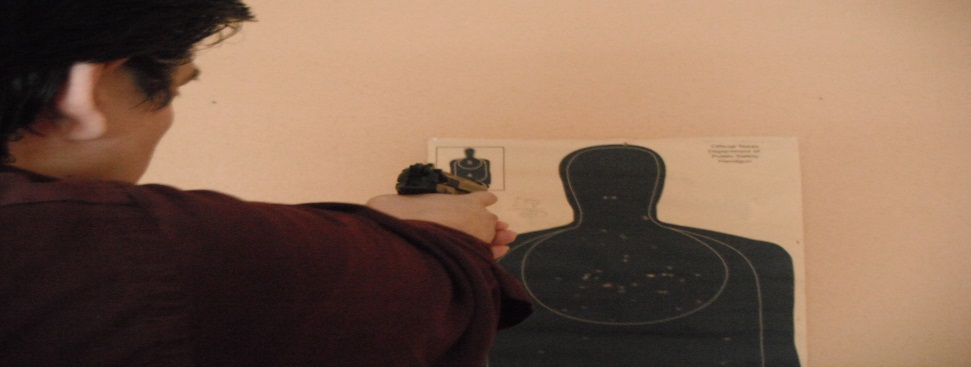 Official Texas
Department of
Public Safety
Handgun